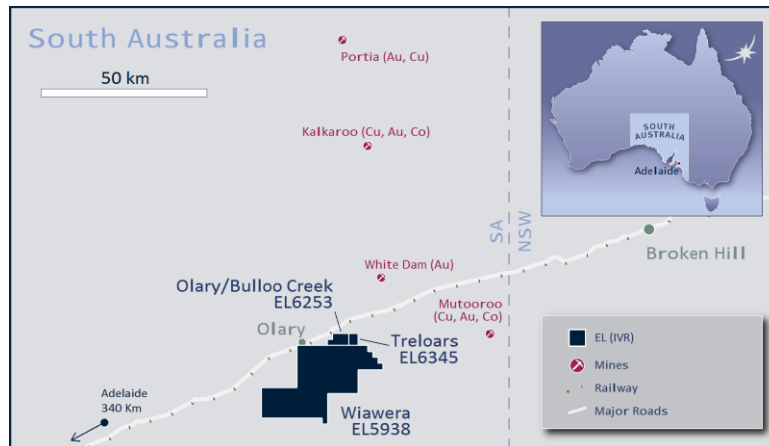 South Australia
50 km
Portia (Au, Cu)
Kalkaroo (Cu, Au, Co)
SOUTH
AUSTRALIA
Adelaide
SA
NSW
Broken Hill
White Dam (Au)
Olary/Bulloo Creek
EL6253
Mutooroo
(Cu, Au, Co)
Olary
Treloars
EL6345
Adelaide
340 Km
Wiawera
EL5938
EL (IVR)
Mines
Railway
Major Roads